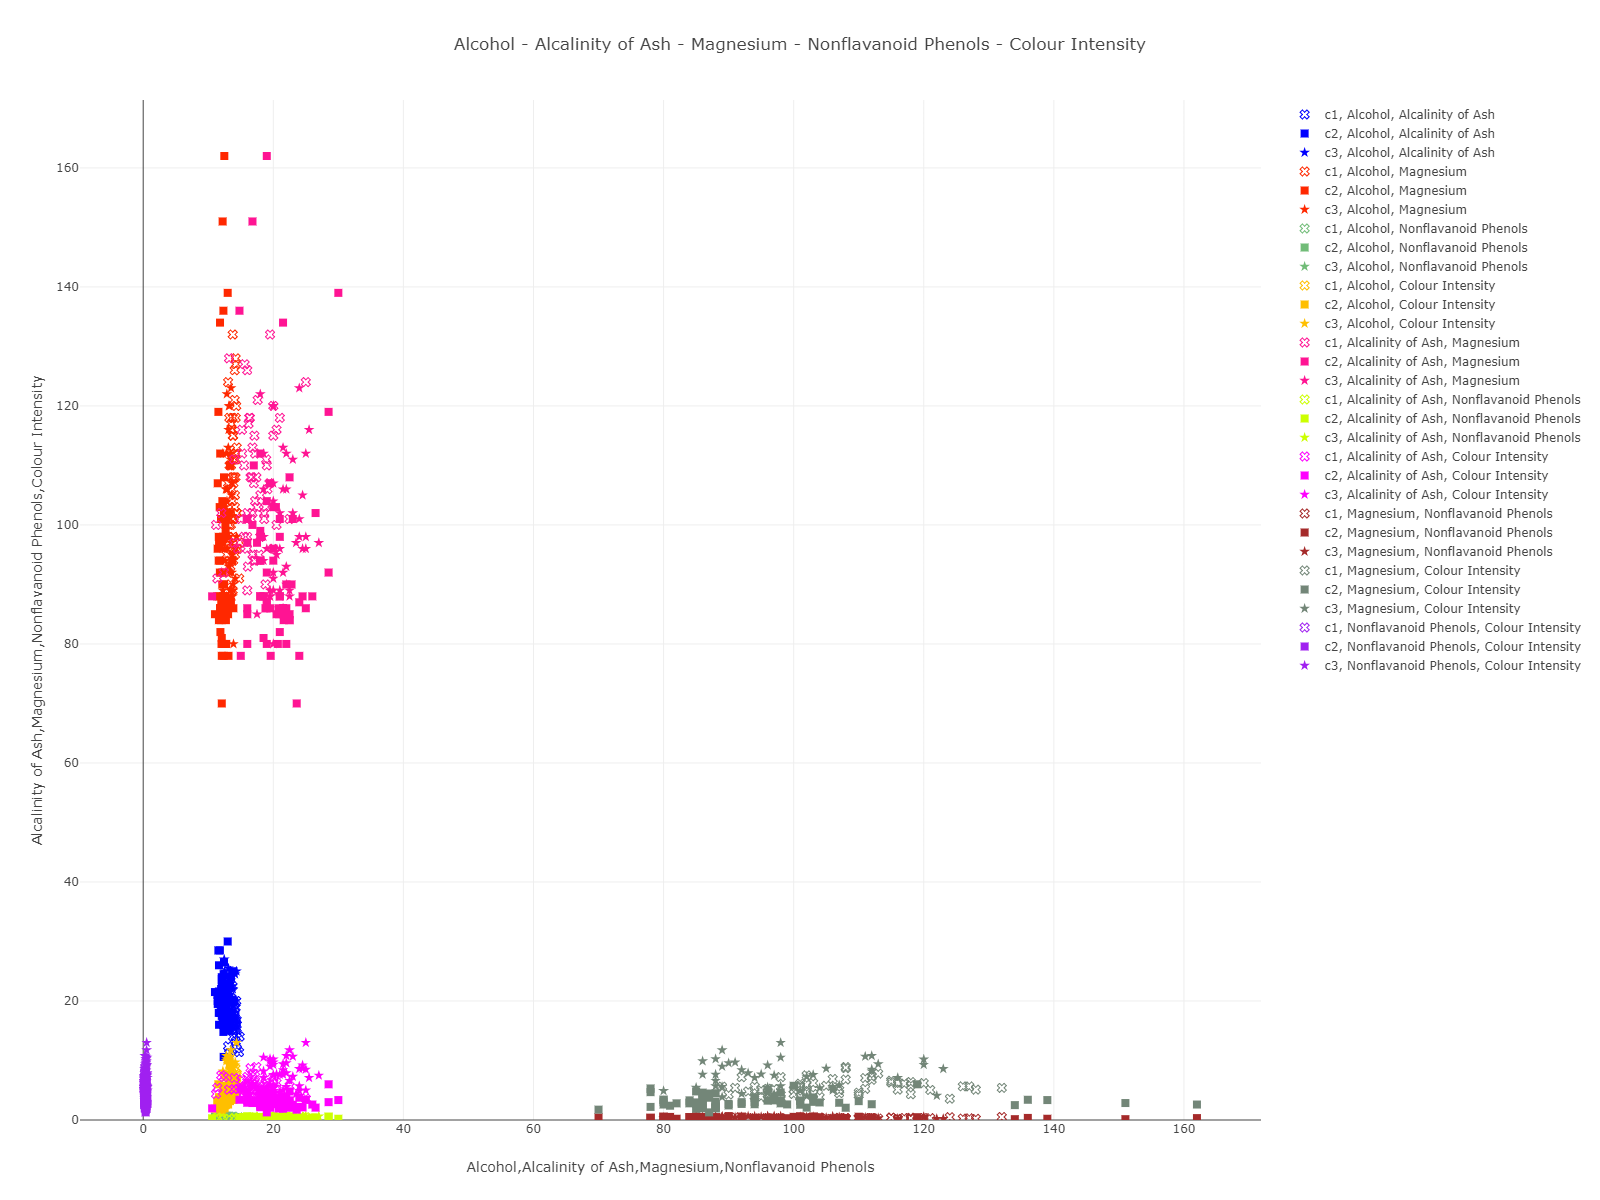 Alcohol - Alcalinity of Ash - Magnesium - Nonflavanoid Phenols - Colour Intensity
c1, Alcohol, Alcalinity of Ash
c2, Alcohol, Alcalinity of Ash
c3, Alcohol, Alcalinity of Ash
c1, Alcohol, Magnesium
c2, Alcohol, Magnesium
c3, Alcohol, Magnesium
c1, Alcohol, Nonflavanoid Phenols
c2, Alcohol, Nonflavanoid Phenols
c3, Alcohol, Nonflavanoid Phenols
c1, Alcohol, Colour Intensity
c2, Alcohol, Colour Intensity
c3, Alcohol, Colour Intensity
c1, Alcalinity of Ash, Magnesium
c2, Alcalinity of Ash, Magnesium
c3, Alcalinity of Ash, Magnesium
c1, Alcalinity of Ash, Nonflavanoid Phenols
c2, Alcalinity of Ash, Nonflavanoid Phenols
c3, Alcalinity of Ash, Nonflavanoid Phenols
c1, Alcalinity of Ash, Colour Intensity
c2, Alcalinity of Ash, Colour Intensity
c3, Alcalinity of Ash, Colour Intensity
c1, Magnesium, Nonflavanoid Phenols
c2, Magnesium, Nonflavanoid Phenols
c3, Magnesium, Nonflavanoid Phenols
c1, Magnesium, Colour Intensity
c2, Magnesium, Colour Intensity
c3, Magnesium, Colour Intensity
c1, Nonflavanoid Phenols, Colour Intensity
c2, Nonflavanoid Phenols, Colour Intensity
c3, Nonflavanoid Phenols, Colour Intensity
Alcalinity of Ash,Magnesium,Nonflavanoid Phenols,Colour Intensity
160
140
120
100
80
60
40
20
0
0 20 40 60 80 100 120 140 160
Alcohol,Alcalinity of Ash,Magnesium,Nonflavanoid Phenols